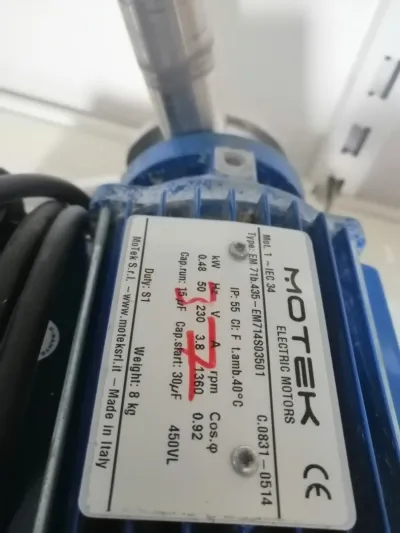 MOTEK
ELECTRIC MOTORS
CE
Mot. 1 ~ IEC 34
C.0831-0514
Type: EM 71b.435-EM714S03501
IP: 55 Cl: F t.amb.40°C
kW Hz V A rpm Cos.φ
0.48 50 230 3.8 1360 0.92
Cap.run: 15µF Cap.start: 30µF 450VL
Duty: S1 Weight: 8 kg
MoTek S.r.l. – www.moteksrl.it – Made in Italy